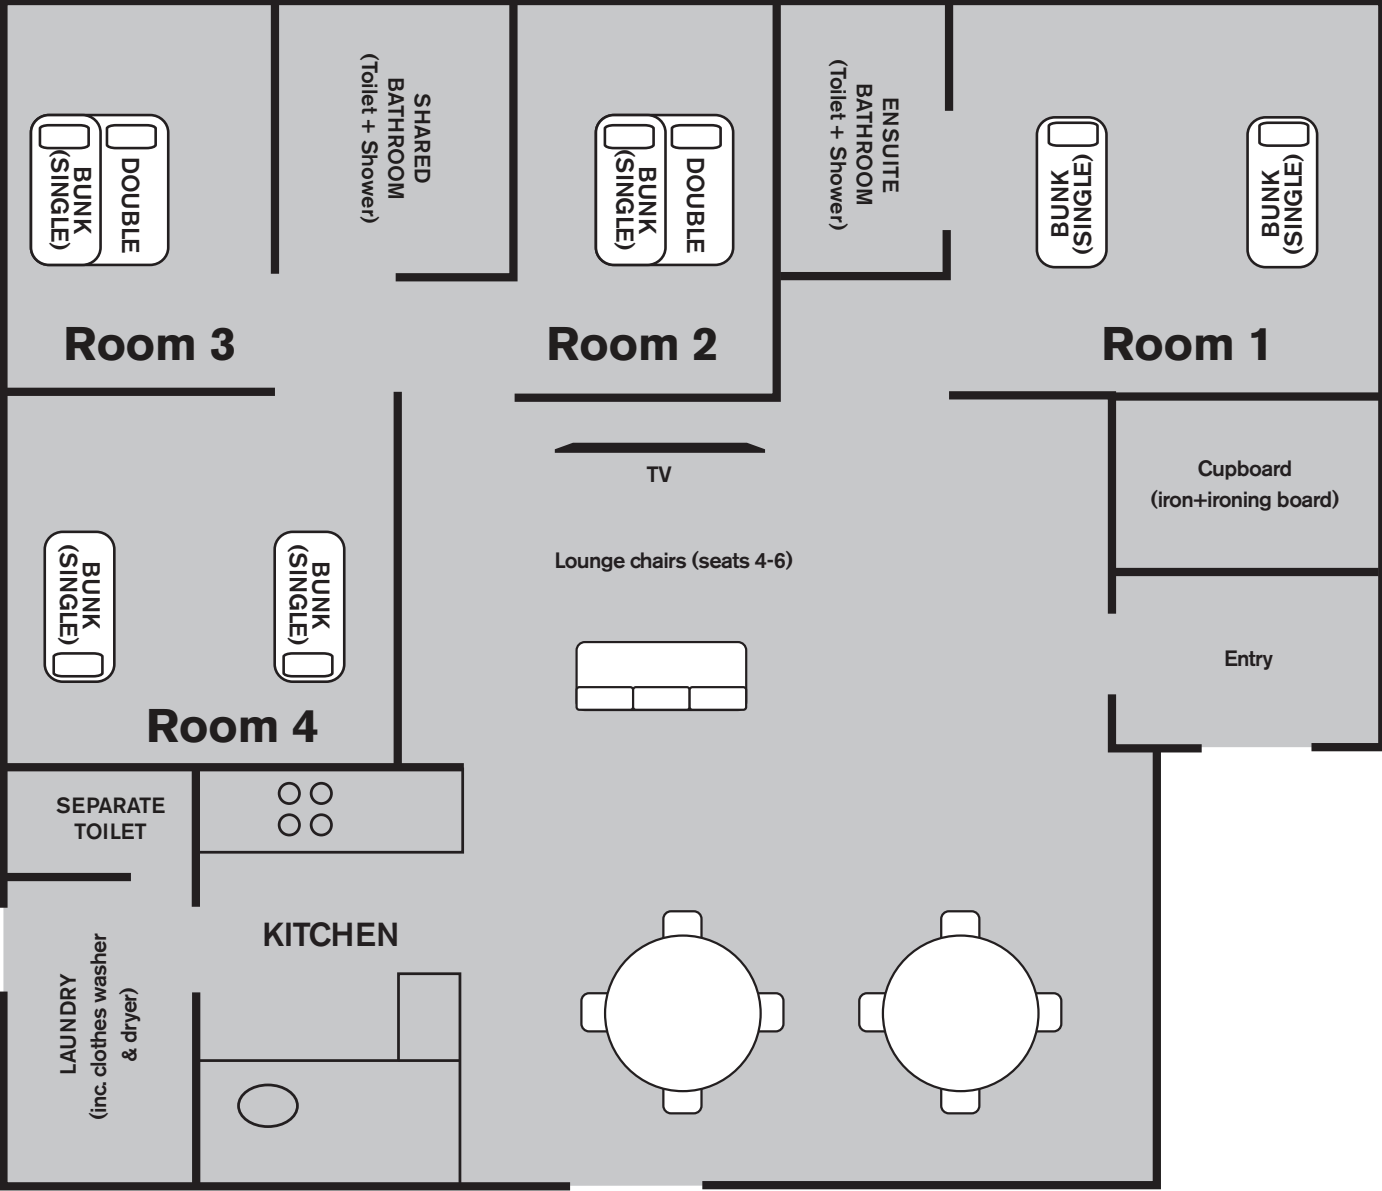 SHARED
BATHROOM
(Toilet + Shower)
ENSUITE
BATHROOM
(Toilet + Shower)
DOUBLE
BUNK
(SINGLE)
DOUBLE
BUNK
(SINGLE)
BUNK
(SINGLE)
BUNK
(SINGLE)
Room 3
Room 2
Room 1
TV
Cupboard
(iron+ironing board)
Lounge chairs (seats 4-6)
BUNK
(SINGLE)
BUNK
(SINGLE)
Entry
Room 4
SEPARATE
TOILET
KITCHEN
LAUNDRY
(inc. clothes washer
& dryer)